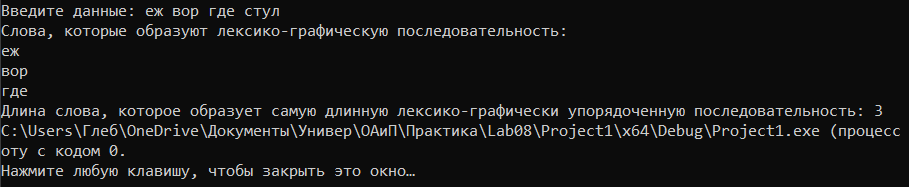 Введите данные: еж вор где стул
Слова, которые образуют лексико-графическую последовательность:
еж
вор
где
Длина слова, которое образует самую длинную лексико-графически упорядоченную последовательность: 3
C:\Users\Глеб\OneDrive\Документы\Универ\ОАиП\Практика\Lab08\Project1\x64\Debug\Project1.exe (процесс
оту с кодом 0.
Нажмите любую клавишу, чтобы закрыть это окно…